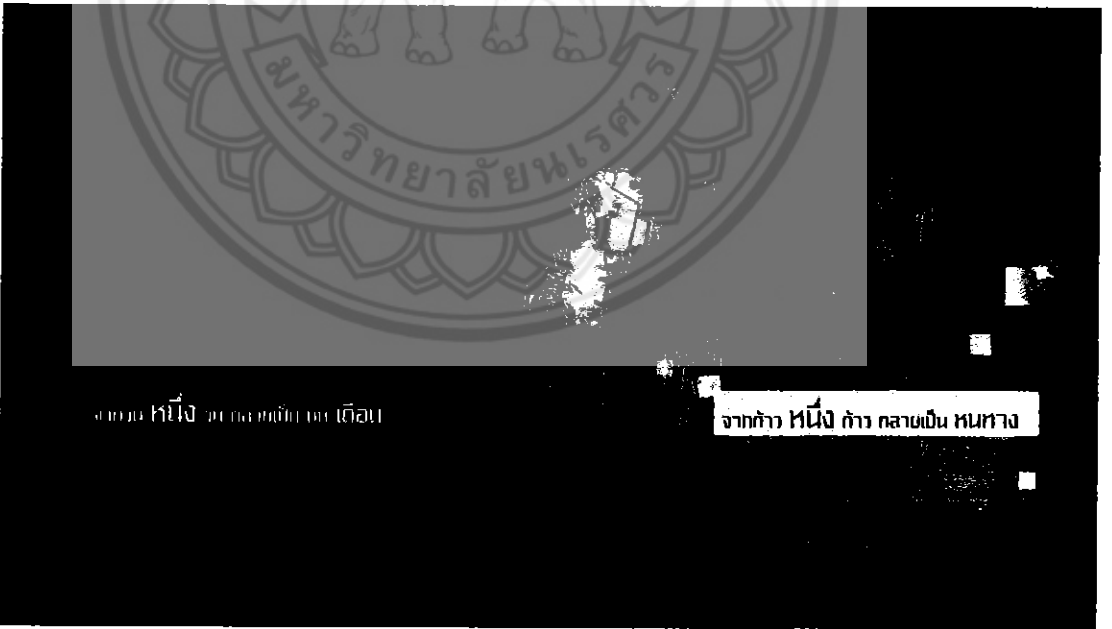 มหาวิทยาลัยนเรศวร
หนึ่ง เดือน
จากก้าว หนึ่ง ก้าว กลายเป็น หนทาง